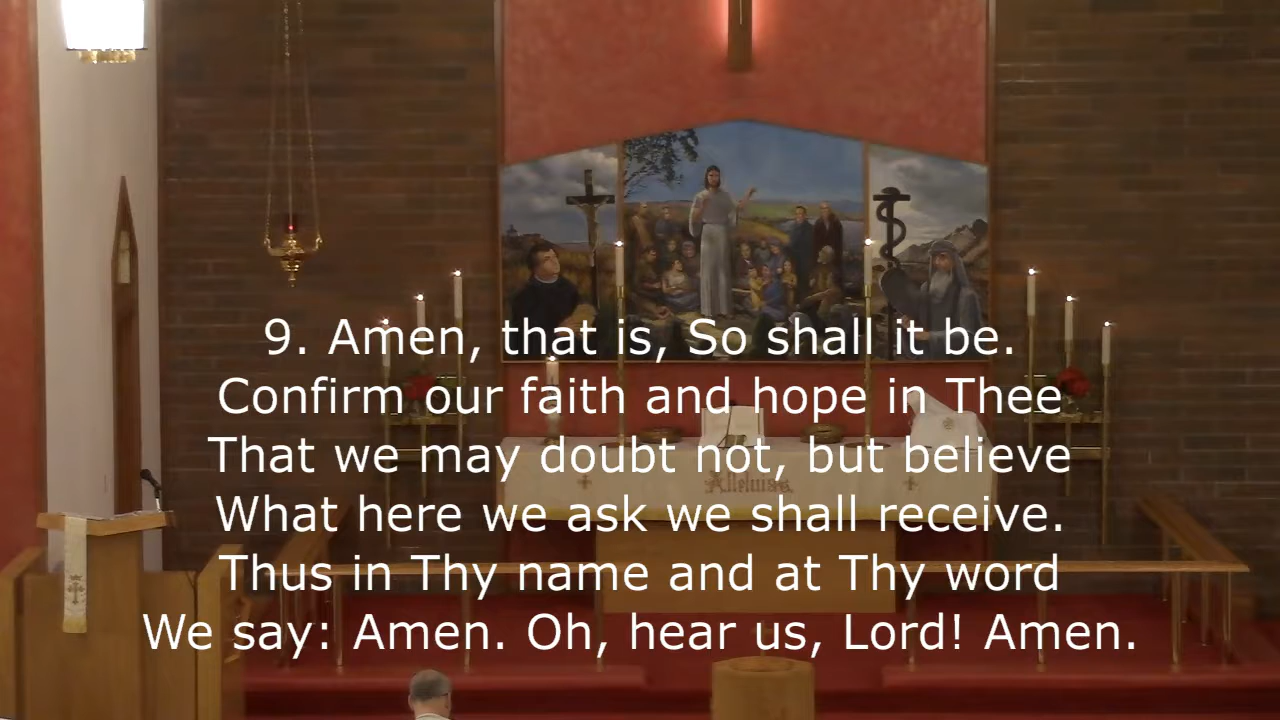 9. Amen, that is, So shall it be.
Confirm our faith and hope in Thee
That we may doubt not, but believe
What here we ask we shall receive.
Thus in Thy name and at Thy word
We say: Amen. Oh, hear us, Lord! Amen.
Alleluia